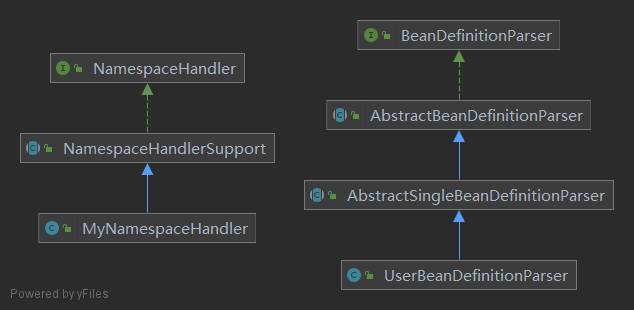 NamespaceHandler
NamespaceHandlerSupport
MyNamespaceHandler
BeanDefinitionParser
AbstractBeanDefinitionParser
AbstractSingleBeanDefinitionParser
UserBeanDefinitionParser
Powered by yFiles